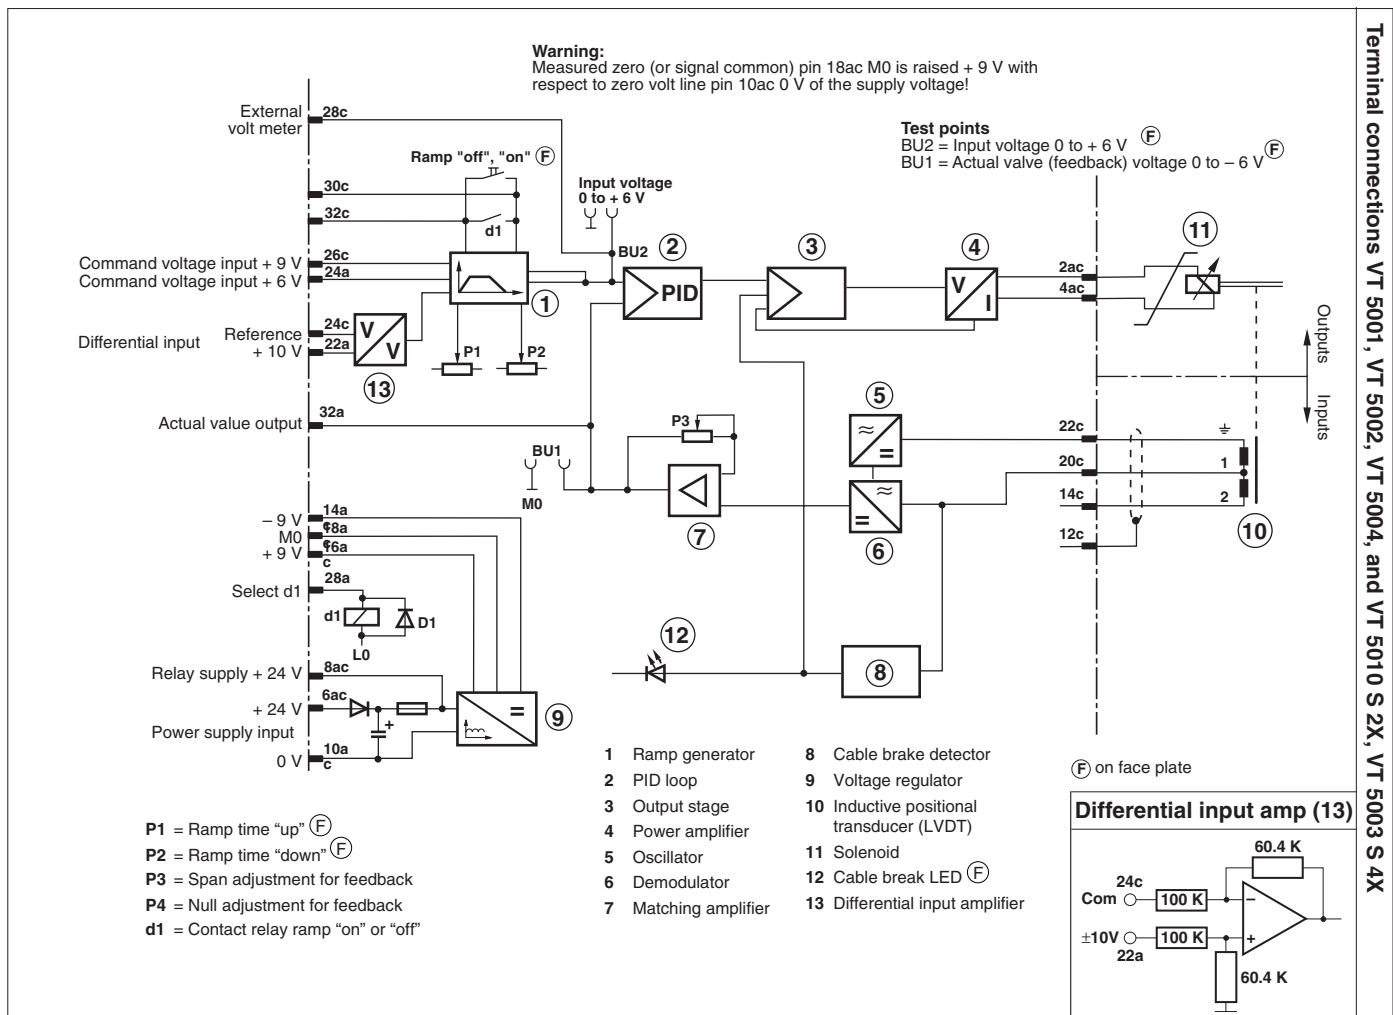 Terminal connections VT 5001, VT 5002, VT 5004, and VT 5010 S 2X, VT 5003 S 4X
Warning:
Measured zero (or signal common) pin 18ac M0 is raised + 9 V with
respect to zero volt line pin 10ac 0 V of the supply voltage!
Test points
BU2 = Input voltage 0 to + 6 V F
BU1 = Actual valve (feedback) voltage 0 to – 6 V F
External
volt meter
28c
Ramp "off", "on" F
30c
32c
d1
Input voltage
0 to + 6 V
BU2
Command voltage input + 9 V
26c
Command voltage input + 6 V
24a
1
2
PID
3
4
V
I
2ac
4ac
11
Differential input
Reference
24c
+ 10 V
22a
V
V
13
P1
P2
Outputs
Inputs
Actual value output
32a
P3
BU1
M0
7
5
≈
=
6
≈
=
22c
20c
14c
12c
1
2
10
– 9 V
14a
c
M0
18a
c
+ 9 V
16a
c
Select d1
28a
d1
D1
L0
12
8
Relay supply + 24 V
8ac
+ 24 V
6ac
+
Power supply input
0 V
10a
c
=
9
P1 = Ramp time “up” F
P2 = Ramp time “down” F
P3 = Span adjustment for feedback
P4 = Null adjustment for feedback
d1 = Contact relay ramp “on” or “off”
1 Ramp generator
2 PID loop
3 Output stage
4 Power amplifier
5 Oscillator
6 Demodulator
7 Matching amplifier
8 Cable brake detector
9 Voltage regulator
10 Inductive positional
transducer (LVDT)
11 Solenoid
12 Cable break LED F
13 Differential input amplifier
F on face plate
Differential input amp (13)
60.4 K
24c
Com
100 K
–
±10V
100 K
+
22a
60.4 K